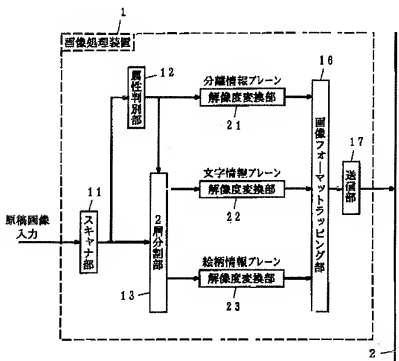 1
画像処理装置
12
属性判別部
分離情報プレーン
解像度変換部
21
16
画像フォーマットラッピング部
17
送信部
11
原稿画像
入力
スキャナ部
2層分割部
13
文字情報プレーン
解像度変換部
22
絵柄情報プレーン
解像度変換部
23
2